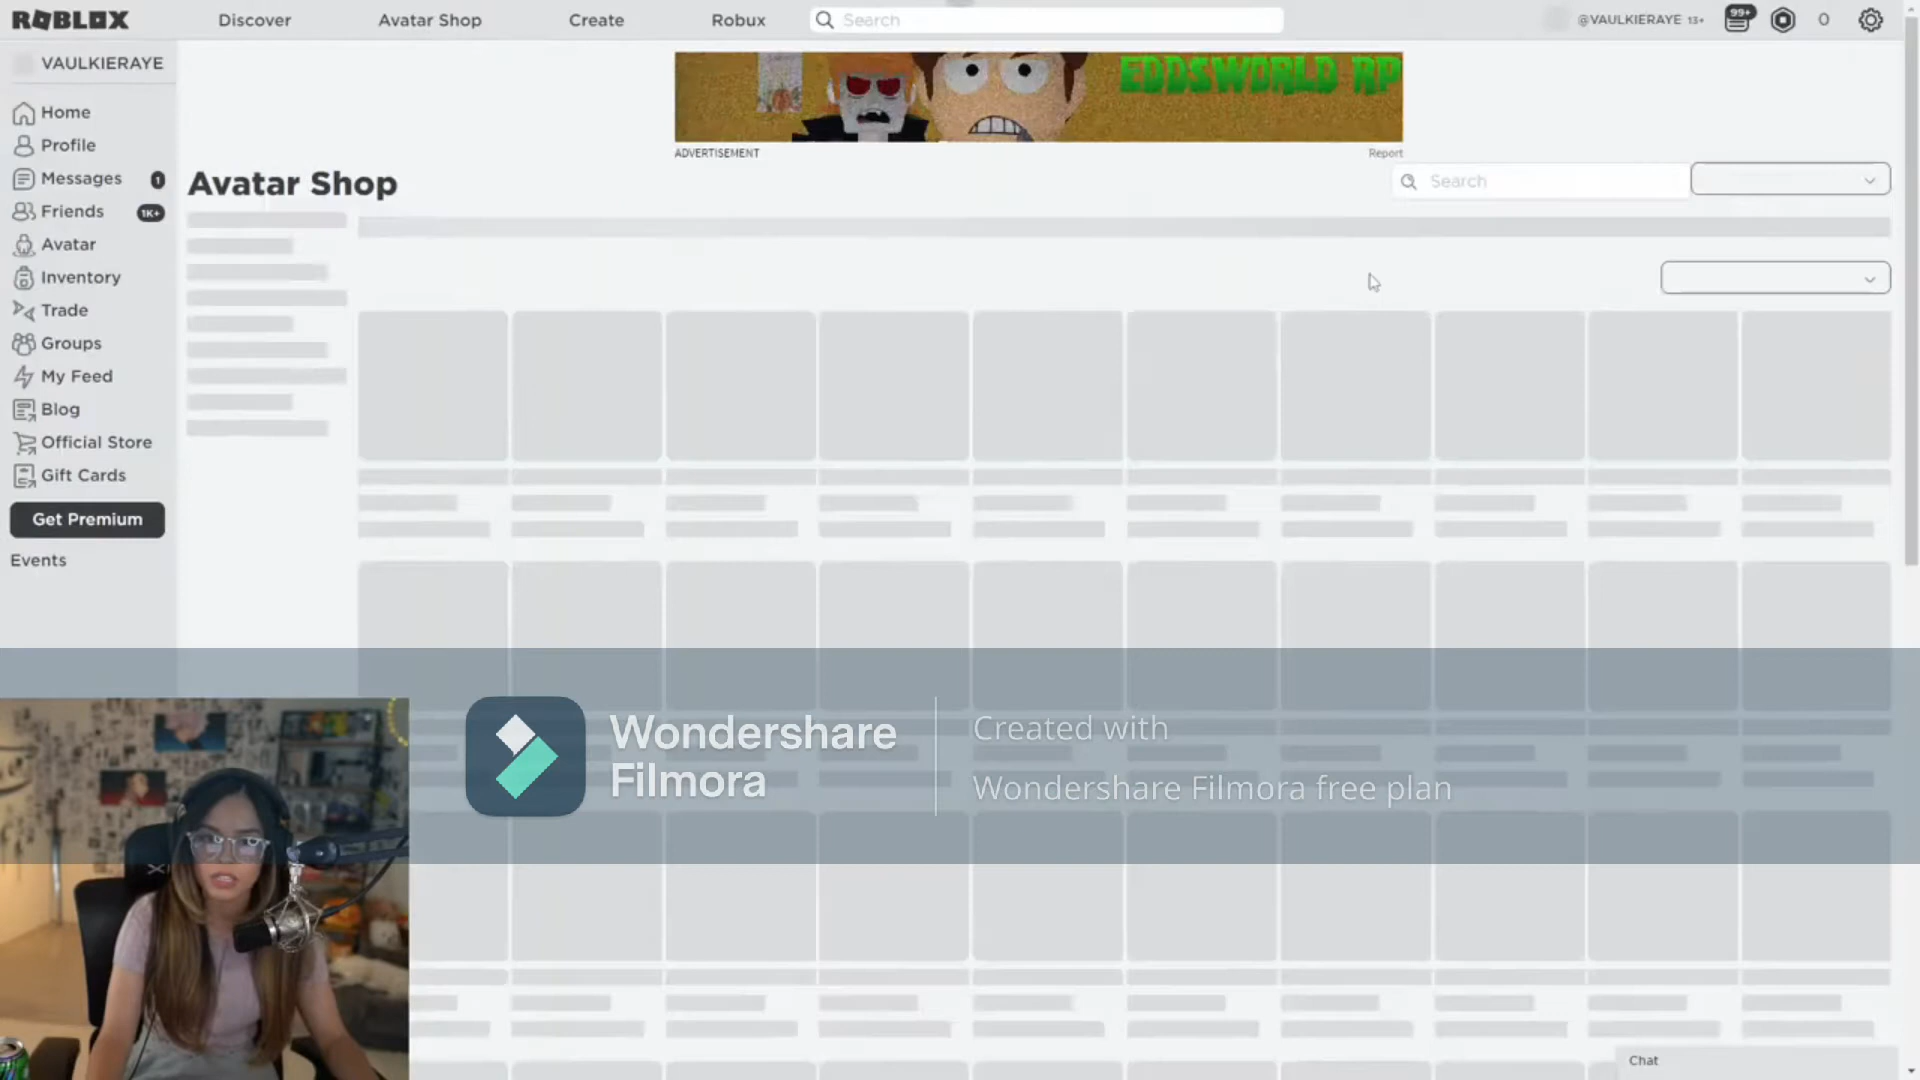 ROBLOX
Discover
Avatar Shop
Create
Robux
Search
@VAULKIERAYE 13+
99+
0
VAULKIERAYE
Home
Profile
Messages 1
Friends 1K+
Avatar
Inventory
Trade
Groups
My Feed
Blog
Official Store
Gift Cards
Get Premium
Events
EDDSWORLD RP
ADVERTISEMENT
Report
Avatar Shop
Search
Wondershare
Filmora
Created with
Wondershare Filmora free plan
Chat